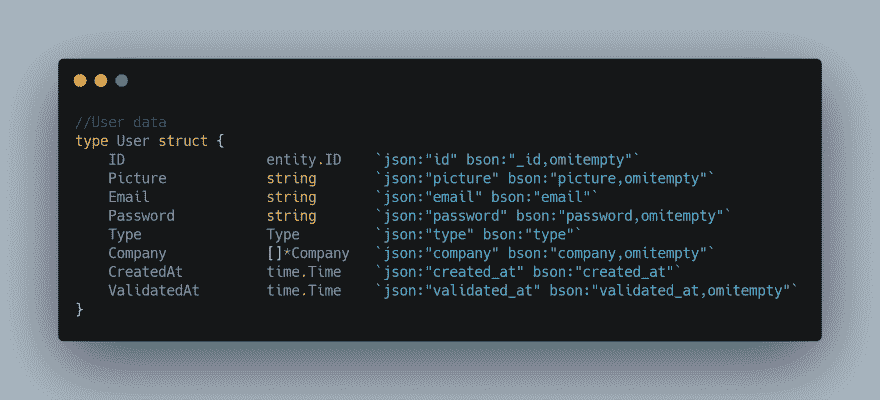 //User data
type User struct {
    ID                 entity.ID    `json:"id" bson:"_id,omitempty"`
    Picture            string       `json:"picture" bson:"picture,omitempty"`
    Email              string       `json:"email" bson:"email"`
    Password           string       `json:"password" bson:"password,omitempty"`
    Type               Type         `json:"type" bson:"type"`
    Company            []*Company   `json:"company" bson:"company,omitempty"`
    CreatedAt          time.Time    `json:"created_at" bson:"created_at"`
    ValidatedAt        time.Time    `json:"validated_at" bson:"validated_at,omitempty"`
}